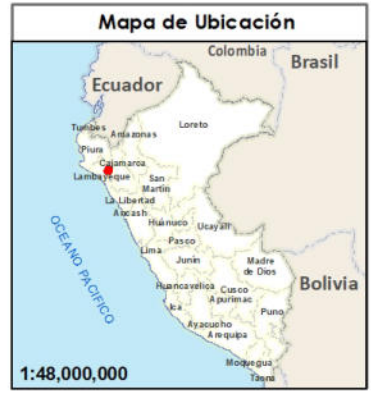 Mapa de Ubicación
Colombia
Brasil
Ecuador
Loreto
Tumbes
Amazonas
Piura
Cajamarca
Lambayeque
San
Martín
La Libertad
Ancash
Huánuco
Ucayali
Pasco
Lima
Junín
Madre
de Dios
Huancavelica
Cusco
Apurimac
Bolivia
Ica
Puno
Ayacucho
Arequipa
Moquegua
Tacna
OCEANO PACIFICO
1:48,000,000